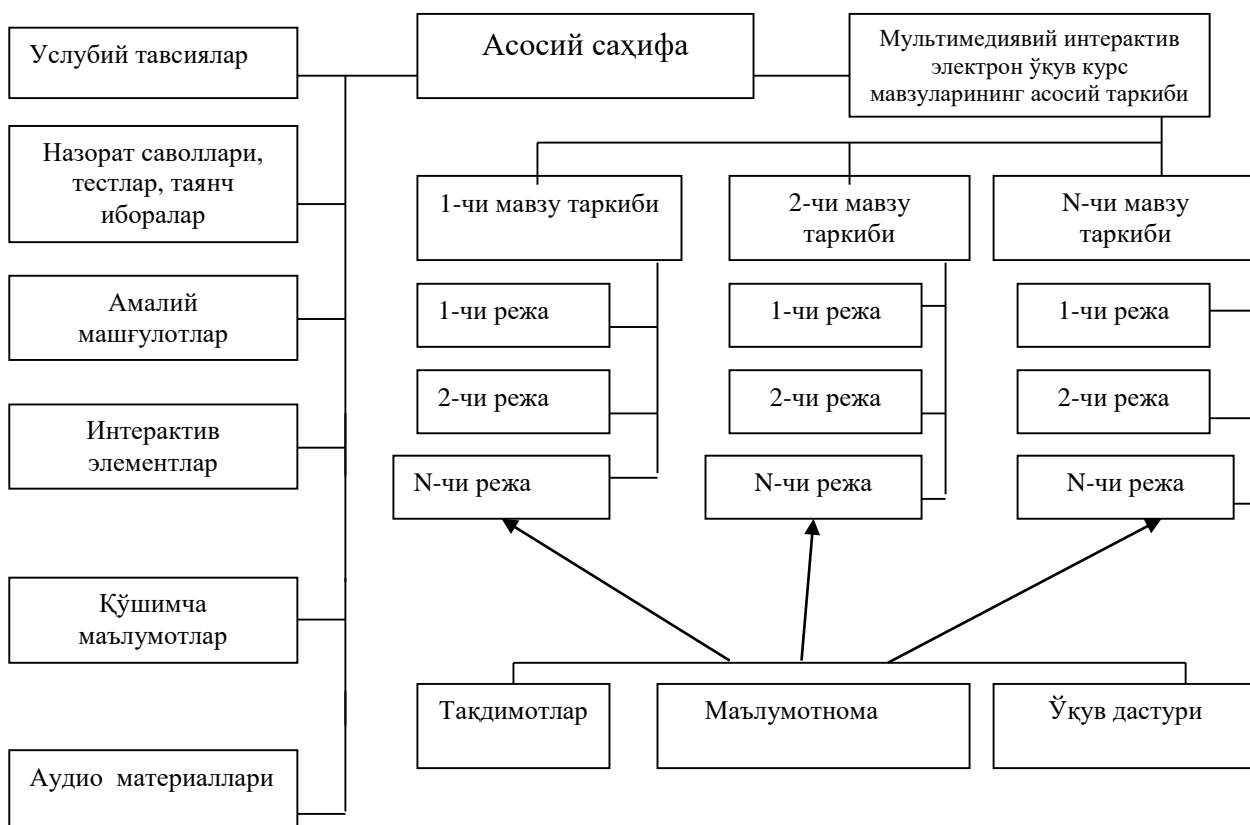 Услубий тавсиялар
Асосий саҳифа
Мультимедиявий интерактив
электрон ўқув курс
мавзуларининг асосий таркиби
Назорат саволлари,
тестлар, таянч
иборалар
Амалий
машғулотлар
Интерактив
элементлар
Қўшимча
маълумотлар
Аудио материаллари
1-чи мавзу таркиби
2-чи мавзу
таркиби
N-чи мавзу
таркиби
1-чи режа
1-чи режа
1-чи режа
2-чи режа
2-чи режа
2-чи режа
N-чи режа
N-чи режа
N-чи режа
Тақдимотлар
Маълумотнома
Ўқув дастури